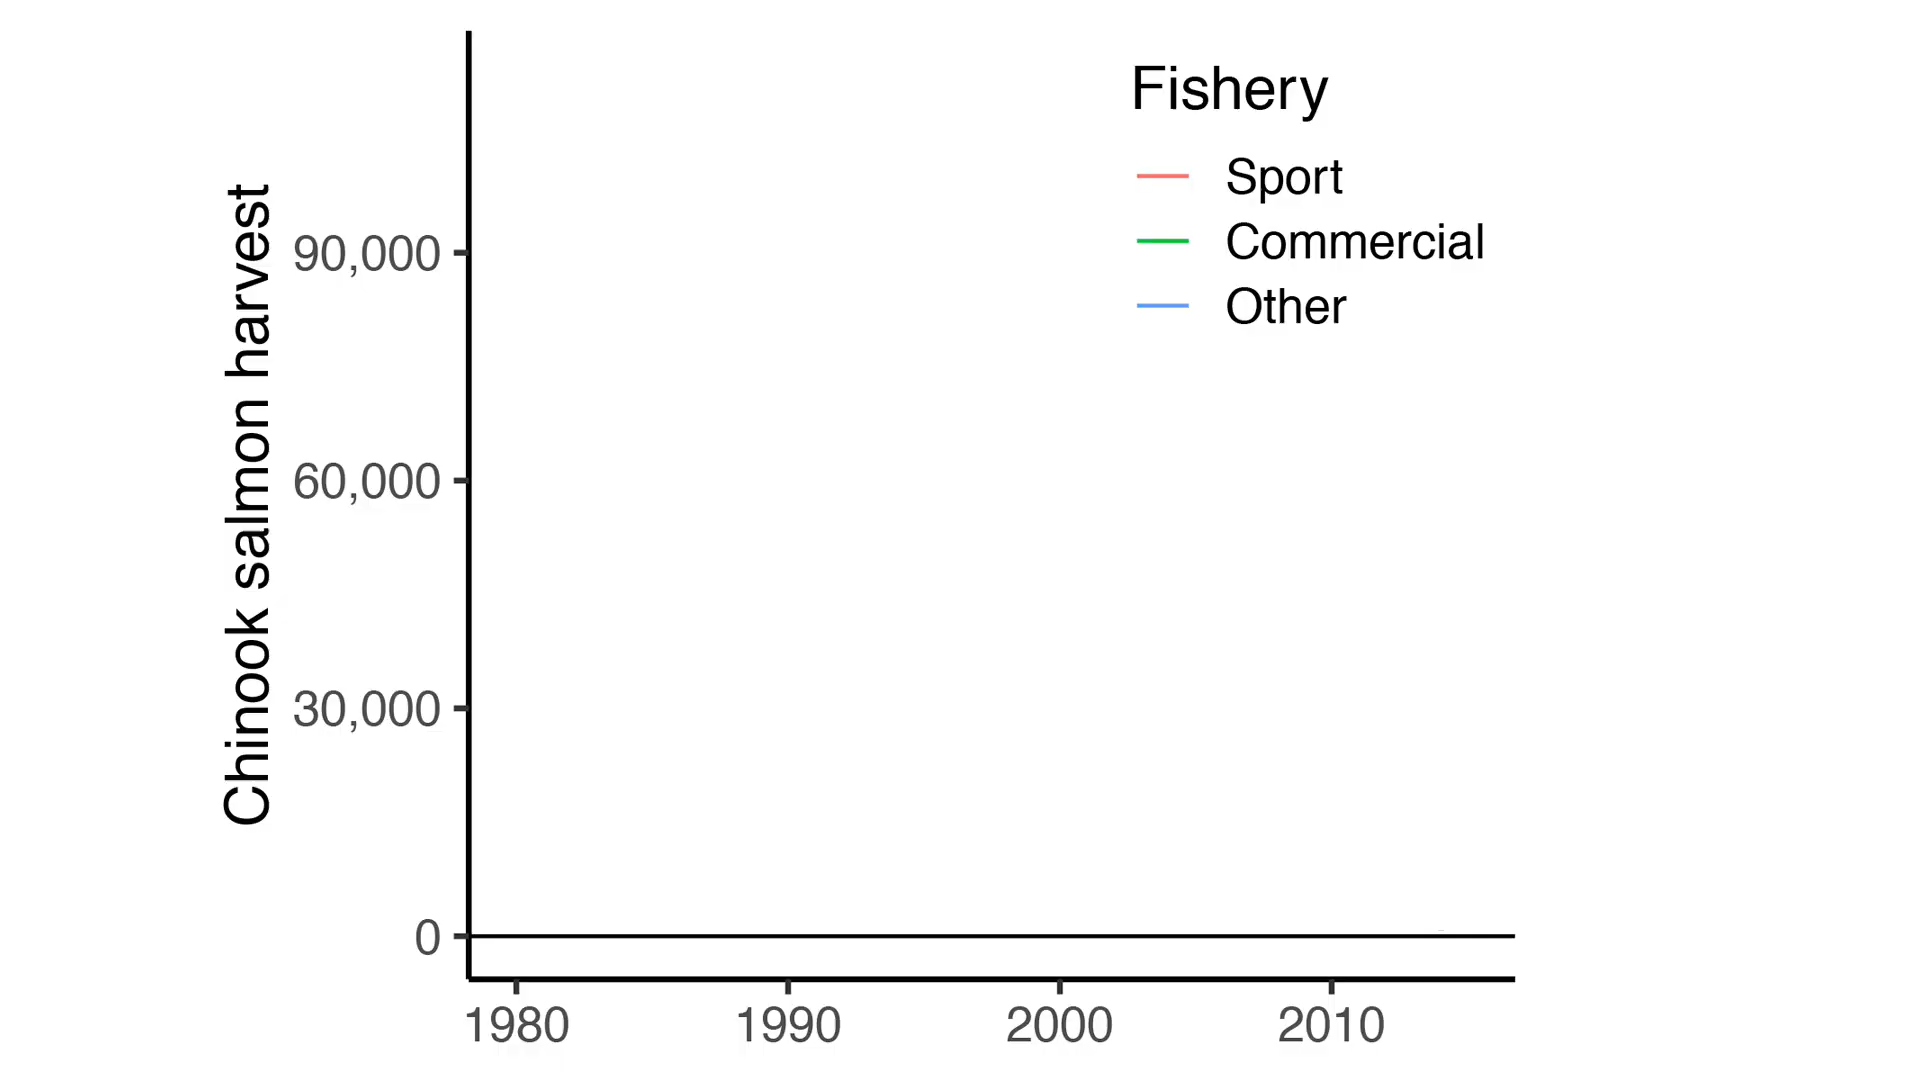 Fishery
Sport
Commercial
Other
Chinook salmon harvest
90,000
60,000
30,000
0
1980 1990 2000 2010